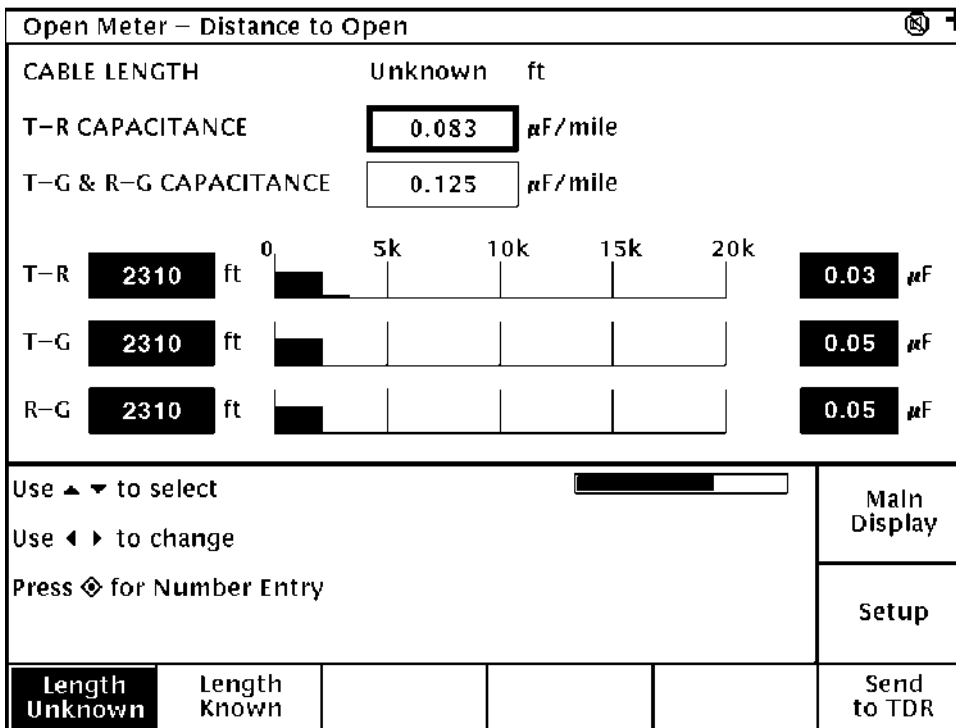 Open Meter – Distance to Open
CABLE LENGTH Unknown ft
T–R CAPACITANCE 0.083 µF/mile
T–G & R–G CAPACITANCE 0.125 µF/mile
0 5k 10k 15k 20k
T–R 2310 ft 0.03 µF
T–G 2310 ft 0.05 µF
R–G 2310 ft 0.05 µF
Use ▲ ▼ to select
Use ◀ ▶ to change
Press ◈ for Number Entry
Main
Display
Setup
Length
Unknown
Length
Known
Send
to TDR